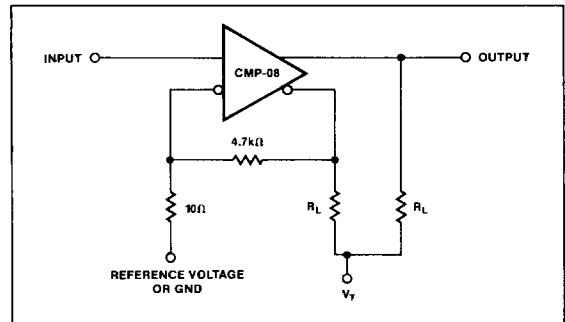 INPUT
CMP-08
OUTPUT
4.7kΩ
10Ω
RL
RL
REFERENCE VOLTAGE
OR GND
VT